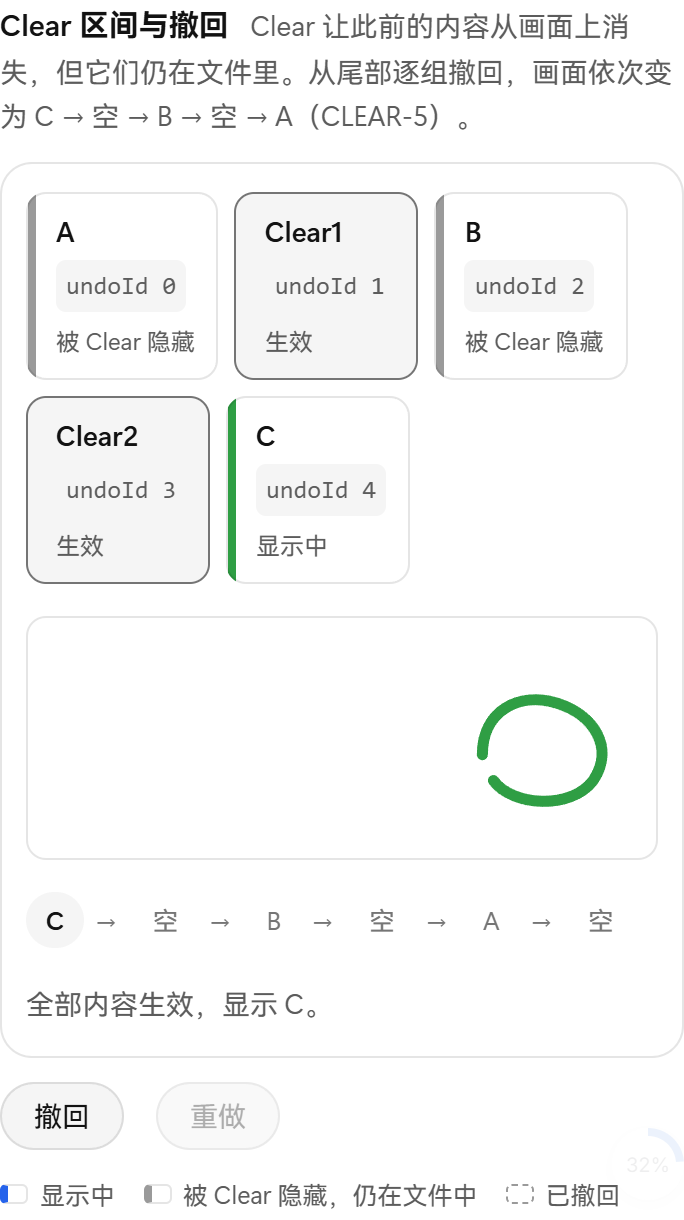 Clear 区间与撤回 Clear 让此前的内容从画面上消
失，但它们仍在文件里。从尾部逐组撤回，画面依次变
为 C → 空 → B → 空 → A（CLEAR-5）。
A
undoId 0
被 Clear 隐藏
Clear1
undoId 1
生效
B
undoId 2
被 Clear 隐藏
Clear2
undoId 3
生效
C
undoId 4
显示中
C → 空 → B → 空 → A → 空
全部内容生效，显示 C。
撤回 重做
32%
显示中 被 Clear 隐藏，仍在文件中 已撤回